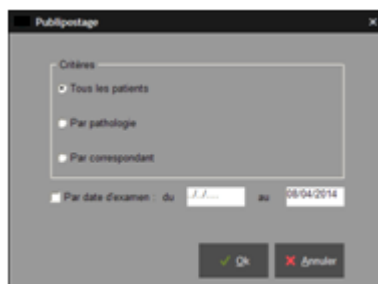 Publipostage
Critères
Tous les patients
Par pathologie
Par correspondant
Par date d'examen : du ../../.... au 08/04/2014
Ok Annuler